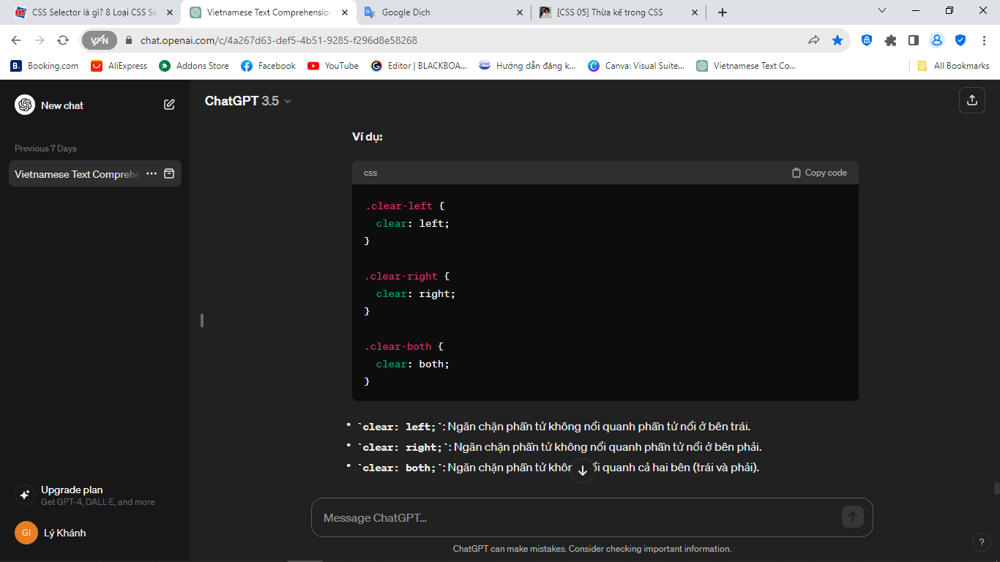 CSS Selector là gì? 8 Loại CSS Se
Vietnamese Text Comprehension
Google Dịch
[CSS 05] Thừa kế trong CSS
VPN
chat.openai.com/c/4a267d63-def5-4b51-9285-f296d8e58268
B.
Booking.com
AliExpress
Addons Store
Facebook
YouTube
Editor | BLACKBOA...
Hướng dẫn đăng k...
Canva: Visual Suite...
Vietnamese Text Co...
All Bookmarks
New chat
Previous 7 Days
Vietnamese Text Comprehe
Upgrade plan
Get GPT-4, DALL·E, and more
GI
Lý Khánh
ChatGPT 3.5
Ví dụ:
css
Copy code
.clear-left {
clear: left;
}
.clear-right {
clear: right;
}
.clear-both {
clear: both;
}
• `clear: left;`: Ngăn chặn phần tử không nổi quanh phần tử nổi ở bên trái.
• `clear: right;`: Ngăn chặn phần tử không nổi quanh phần tử nổi ở bên phải.
• `clear: both;`: Ngăn chặn phần tử không nổi quanh cả hai bên (trái và phải).
Message ChatGPT...
ChatGPT can make mistakes. Consider checking important information.
?